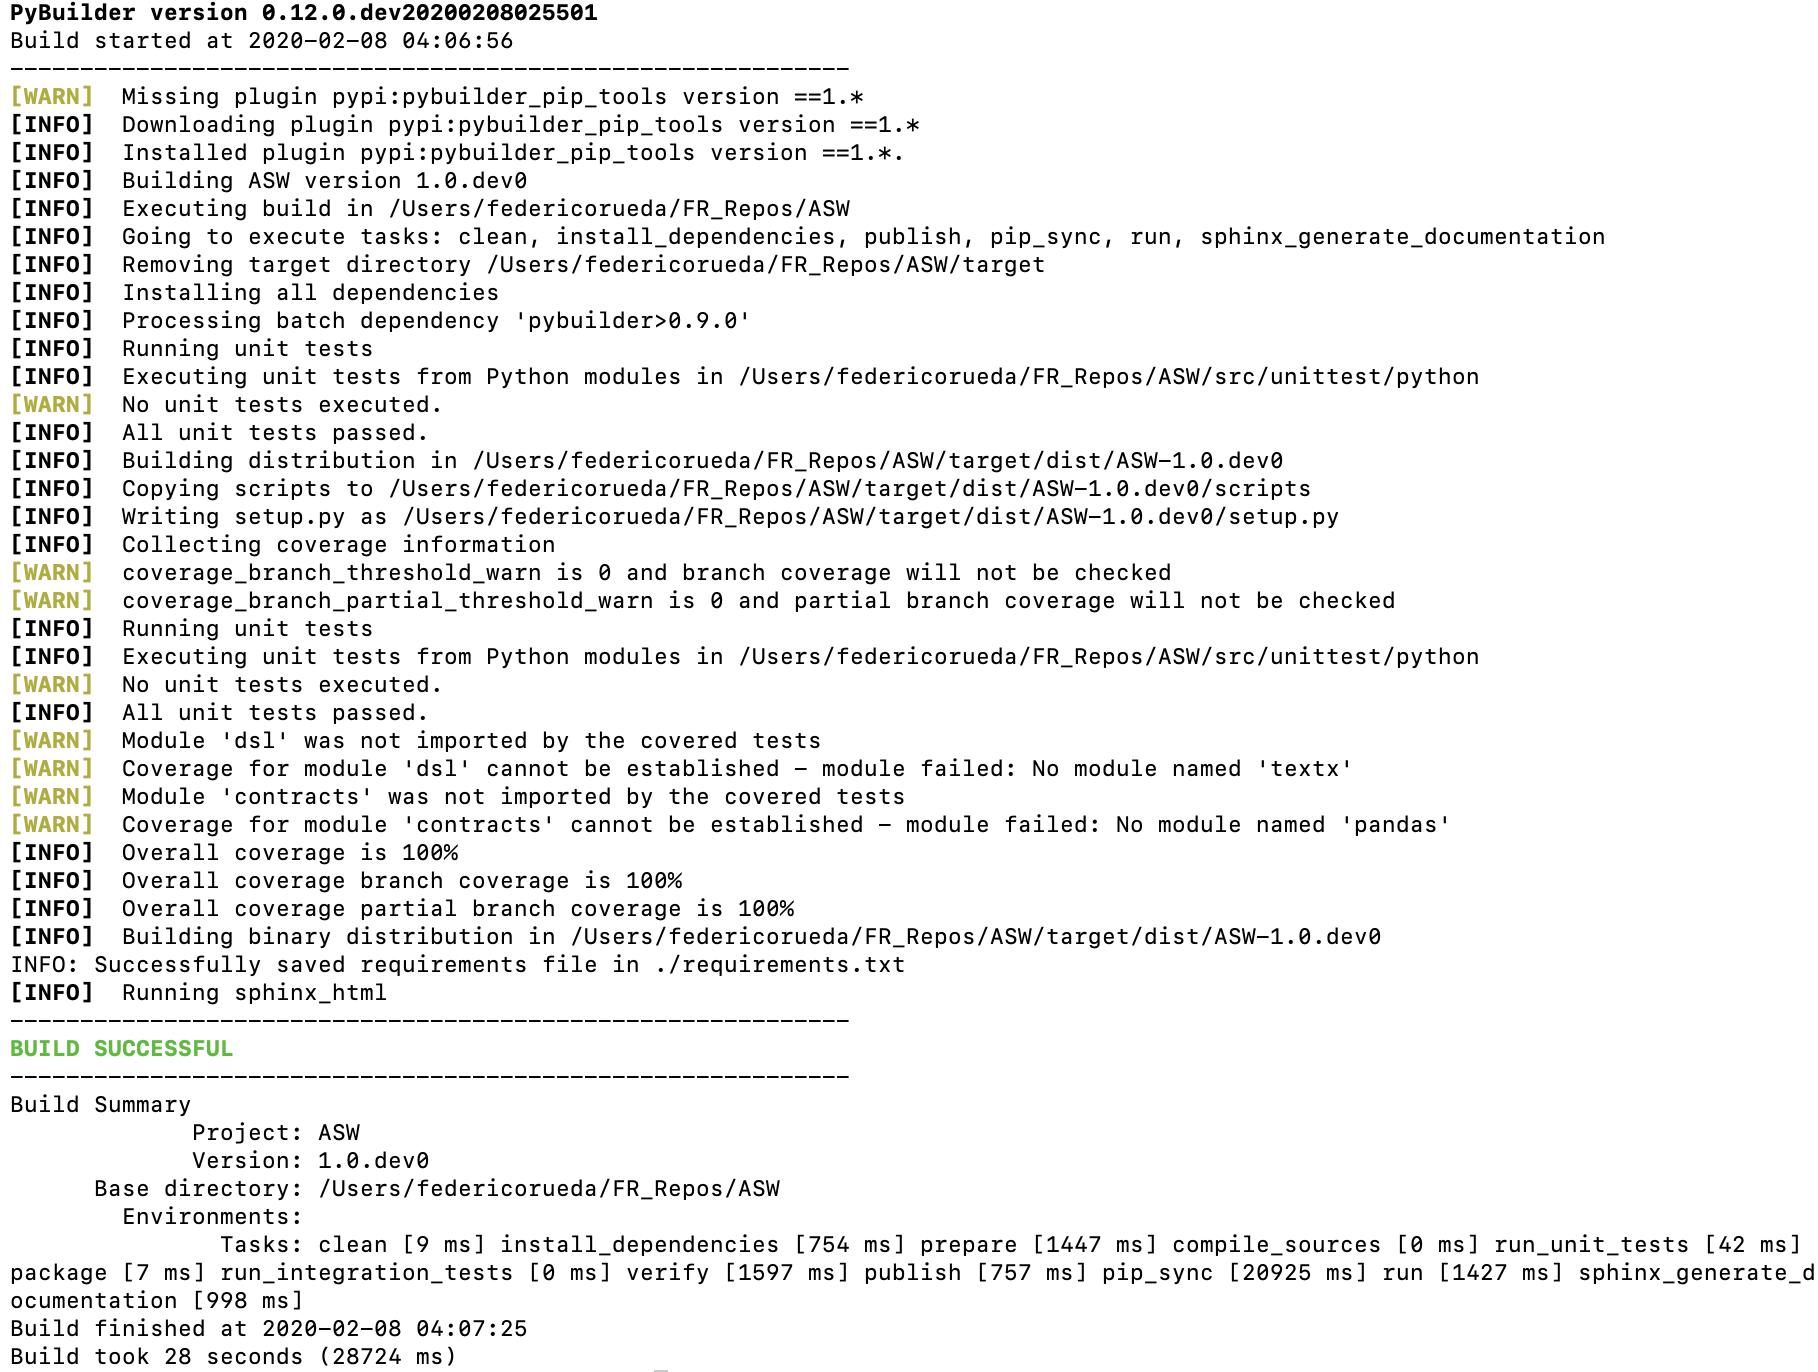 PyBuilder version 0.12.0.dev20200208025501
Build started at 2020-02-08 04:06:56
------------------------------------------------------------
[WARN]  Missing plugin pypi:pybuilder_pip_tools version ==1.*
[INFO]  Downloading plugin pypi:pybuilder_pip_tools version ==1.*
[INFO]  Installed plugin pypi:pybuilder_pip_tools version ==1.*.
[INFO]  Building ASW version 1.0.dev0
[INFO]  Executing build in /Users/federicorueda/FR_Repos/ASW
[INFO]  Going to execute tasks: clean, install_dependencies, publish, pip_sync, run, sphinx_generate_documentation
[INFO]  Removing target directory /Users/federicorueda/FR_Repos/ASW/target
[INFO]  Installing all dependencies
[INFO]  Processing batch dependency 'pybuilder>0.9.0'
[INFO]  Running unit tests
[INFO]  Executing unit tests from Python modules in /Users/federicorueda/FR_Repos/ASW/src/unittest/python
[WARN]  No unit tests executed.
[INFO]  All unit tests passed.
[INFO]  Building distribution in /Users/federicorueda/FR_Repos/ASW/target/dist/ASW-1.0.dev0
[INFO]  Copying scripts to /Users/federicorueda/FR_Repos/ASW/target/dist/ASW-1.0.dev0/scripts
[INFO]  Writing setup.py as /Users/federicorueda/FR_Repos/ASW/target/dist/ASW-1.0.dev0/setup.py
[INFO]  Collecting coverage information
[WARN]  coverage_branch_threshold_warn is 0 and branch coverage will not be checked
[WARN]  coverage_branch_partial_threshold_warn is 0 and partial branch coverage will not be checked
[INFO]  Running unit tests
[INFO]  Executing unit tests from Python modules in /Users/federicorueda/FR_Repos/ASW/src/unittest/python
[WARN]  No unit tests executed.
[INFO]  All unit tests passed.
[WARN]  Module 'dsl' was not imported by the covered tests
[WARN]  Coverage for module 'dsl' cannot be established - module failed: No module named 'textx'
[WARN]  Module 'contracts' was not imported by the covered tests
[WARN]  Coverage for module 'contracts' cannot be established - module failed: No module named 'pandas'
[INFO]  Overall coverage is 100%
[INFO]  Overall coverage branch coverage is 100%
[INFO]  Overall coverage partial branch coverage is 100%
[INFO]  Building binary distribution in /Users/federicorueda/FR_Repos/ASW/target/dist/ASW-1.0.dev0
INFO: Successfully saved requirements file in ./requirements.txt
[INFO]  Running sphinx_html
------------------------------------------------------------
BUILD SUCCESSFUL
------------------------------------------------------------
Build Summary
             Project: ASW
             Version: 1.0.dev0
      Base directory: /Users/federicorueda/FR_Repos/ASW
        Environments:
               Tasks: clean [9 ms] install_dependencies [754 ms] prepare [1447 ms] compile_sources [0 ms] run_unit_tests [42 ms]
package [7 ms] run_integration_tests [0 ms] verify [1597 ms] publish [757 ms] pip_sync [20925 ms] run [1427 ms] sphinx_generate_d
ocumentation [998 ms]
Build finished at 2020-02-08 04:07:25
Build took 28 seconds (28724 ms)